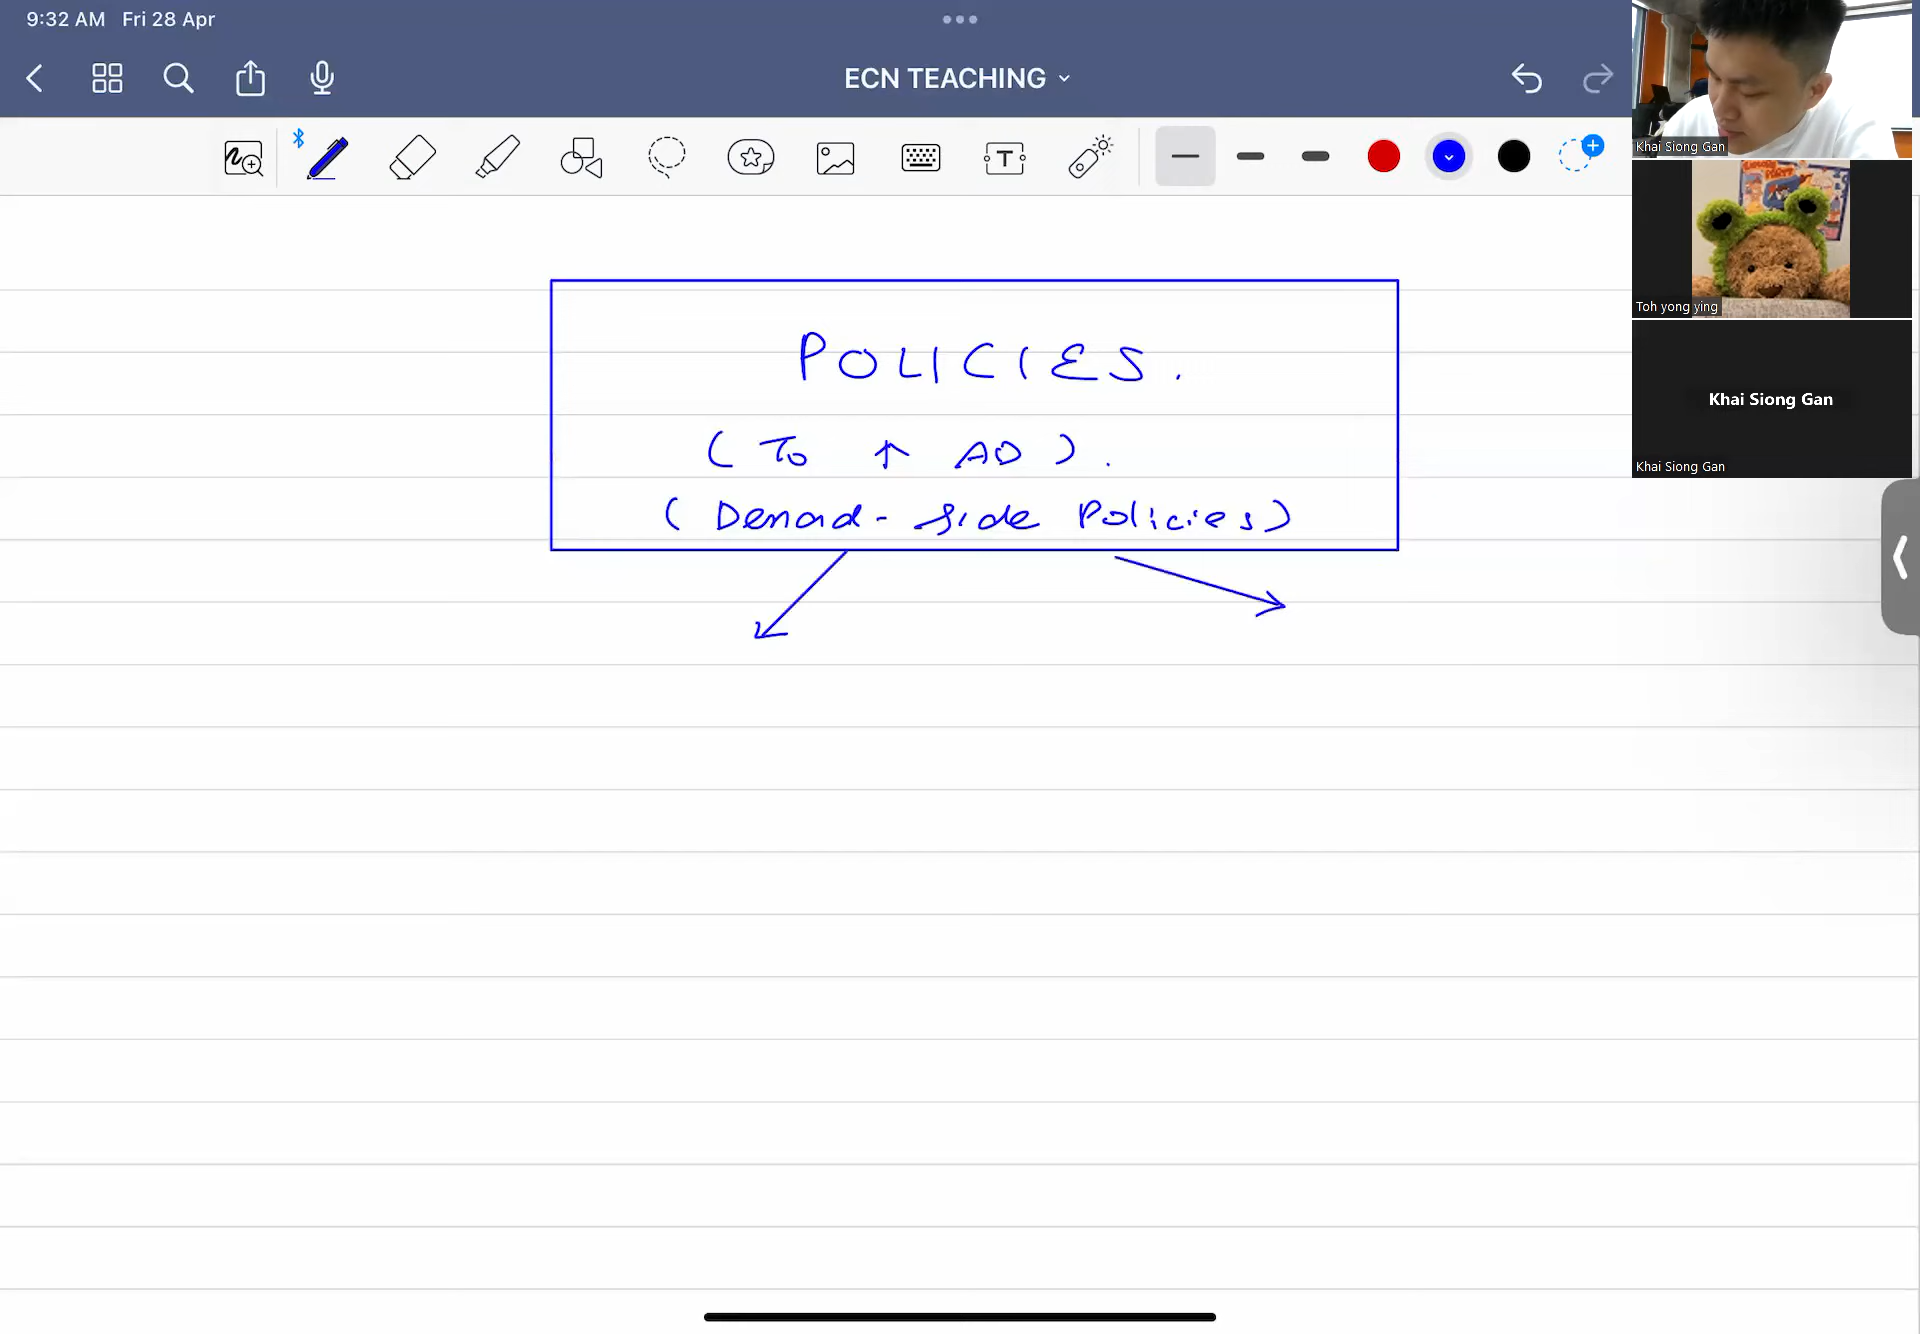 9:32 AM Fri 28 Apr
ECN TEACHING
T
POLICIES.
(To ↑ AD).
(Demand-side Policies)
Khai Siong Gan
Toh yong ying
Khai Siong Gan
Khai Siong Gan